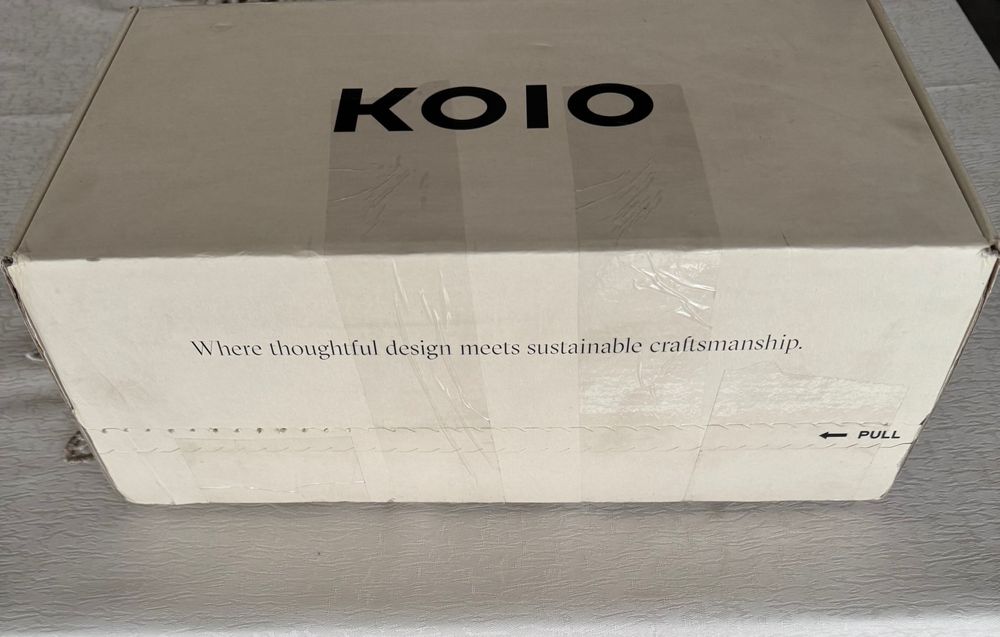 KOIO
Where thoughtful design meets sustainable craftsmanship.
← PULL